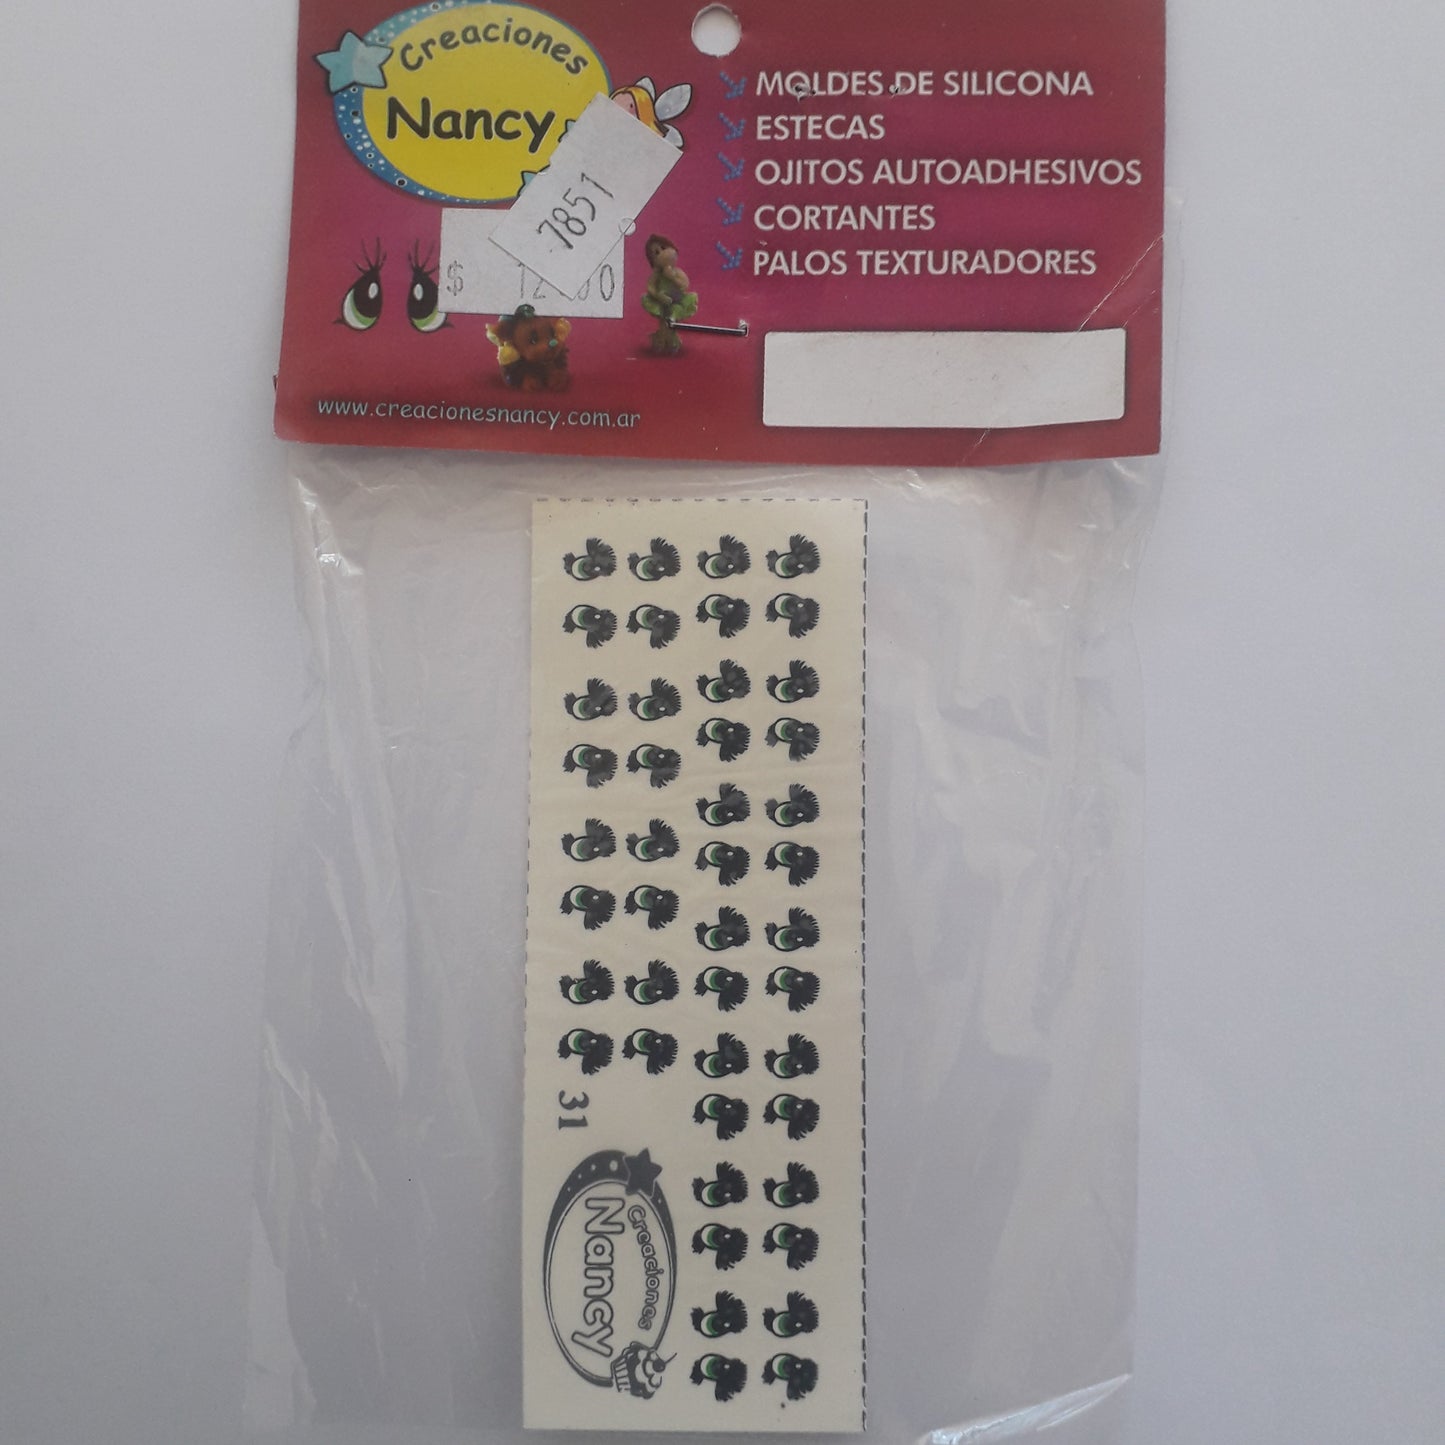 Creaciones
Nancy
7851
$
MOLDES DE SILICONA
ESTECAS
OJITOS AUTOADHESIVOS
CORTANTES
PALOS TEXTURADORES
www.creacionesnancy.com.ar
31
Creaciones
Nancy